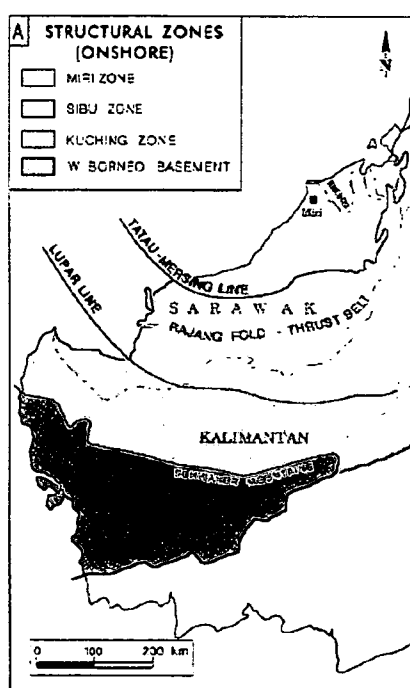 A
STRUCTURAL ZONES
(ONSHORE)
MIRI ZONE
SIBU ZONE
KUCHING ZONE
W BORNEO BASEMENT
N
Miri
TATAU-MERSING LINE
LUPAR LINE
SARAWAK
RAJANG FOLD - THRUST BELT
KALIMANTAN
MOUNTAINS
0 100 200 km